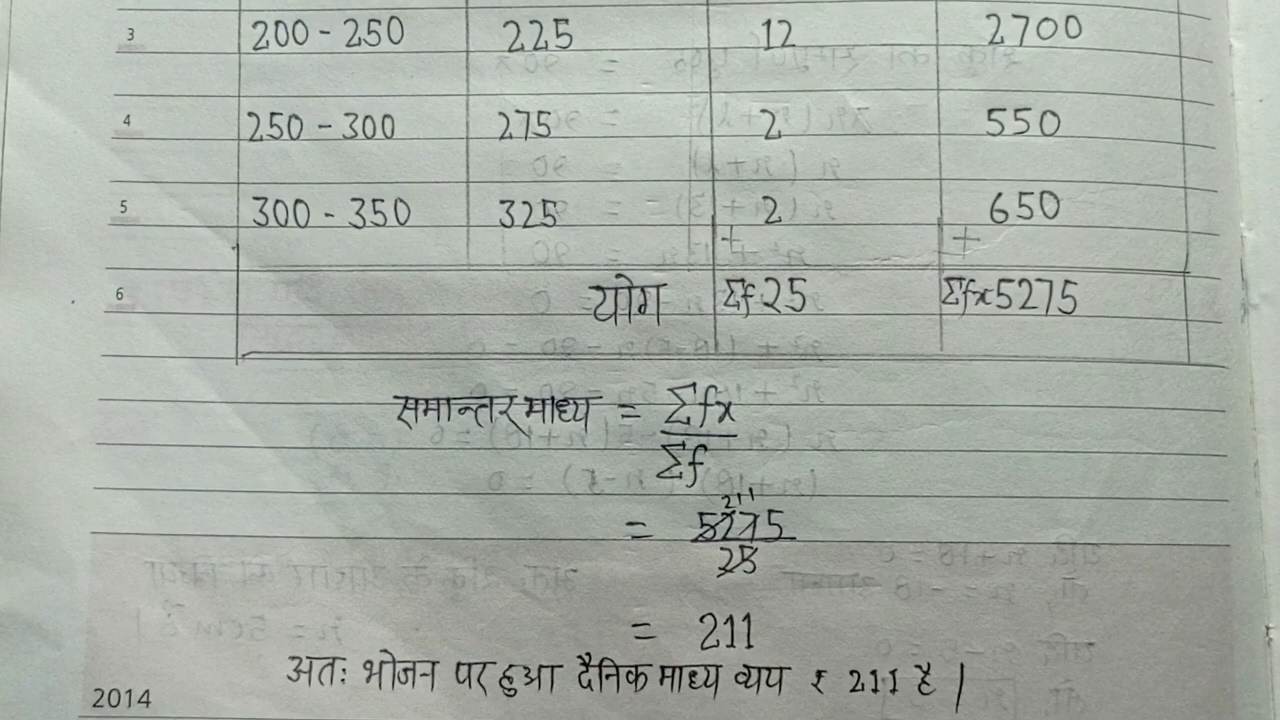 3 200 - 250 225 12 2700
4 250 - 300 275 2 550
5 300 - 350 325 2 650
+ +
6 योग Σf 25 Σfx 5275
समान्तर माध्य = Σfx
Σf
211
= 5275
25
= 211
अतः भोजन पर हुआ दैनिक माध्य व्यय ₹ 211 है |
2014